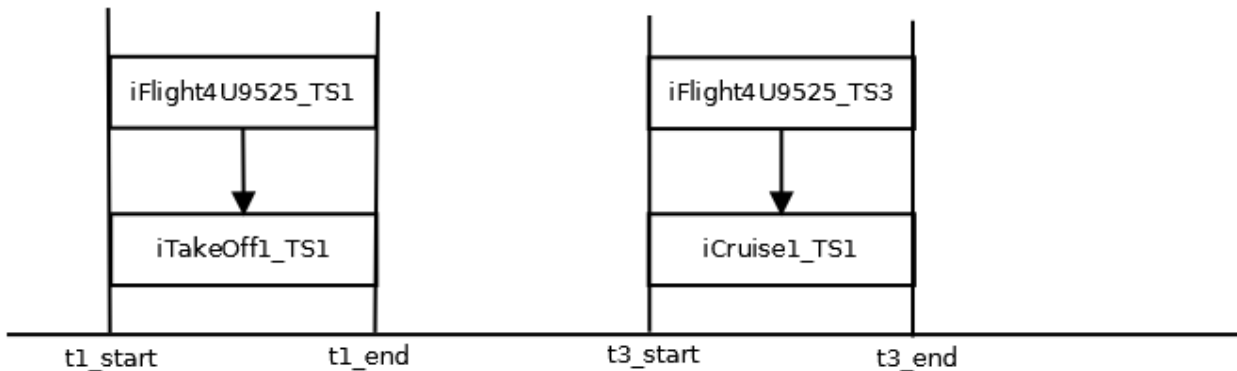 iFlight4U9525_TS1
iFlight4U9525_TS3
iTakeOff1_TS1
iCruise1_TS1
t1_start
t1_end
t3_start
t3_end